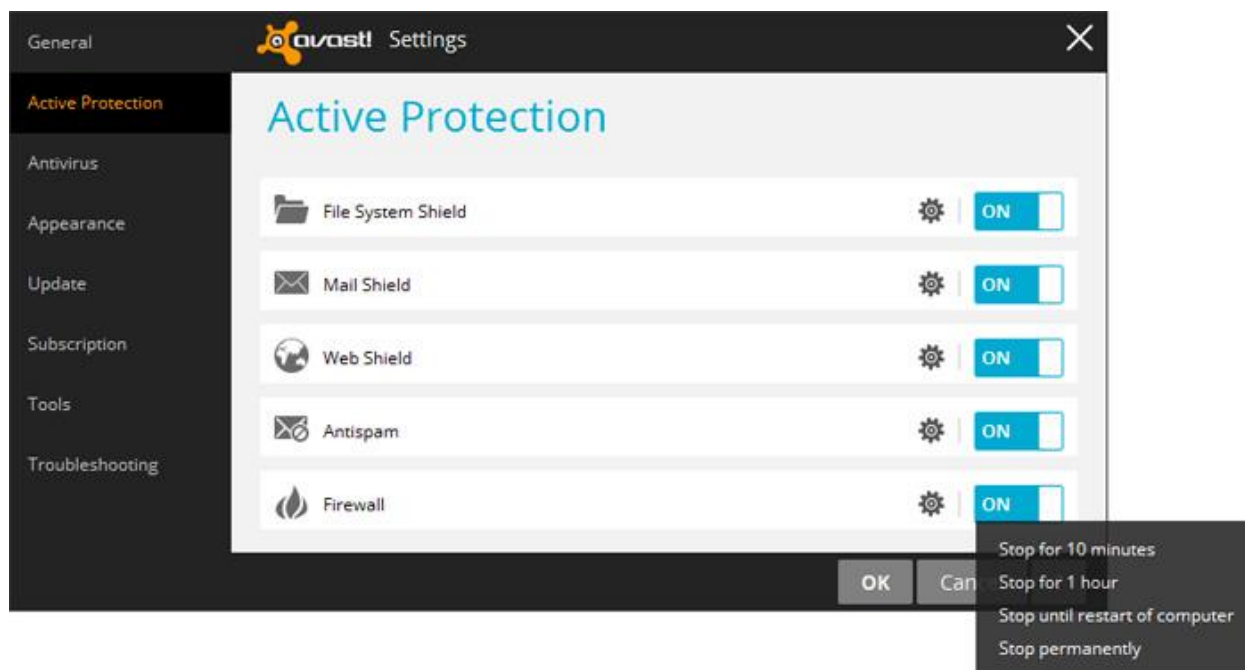 General
avast! Settings
Active Protection
Antivirus
Appearance
Update
Subscription
Tools
Troubleshooting
Active Protection
File System Shield ON
Mail Shield ON
Web Shield ON
Antispam ON
Firewall ON
OK
Stop for 10 minutes
Stop for 1 hour
Stop until restart of computer
Stop permanently